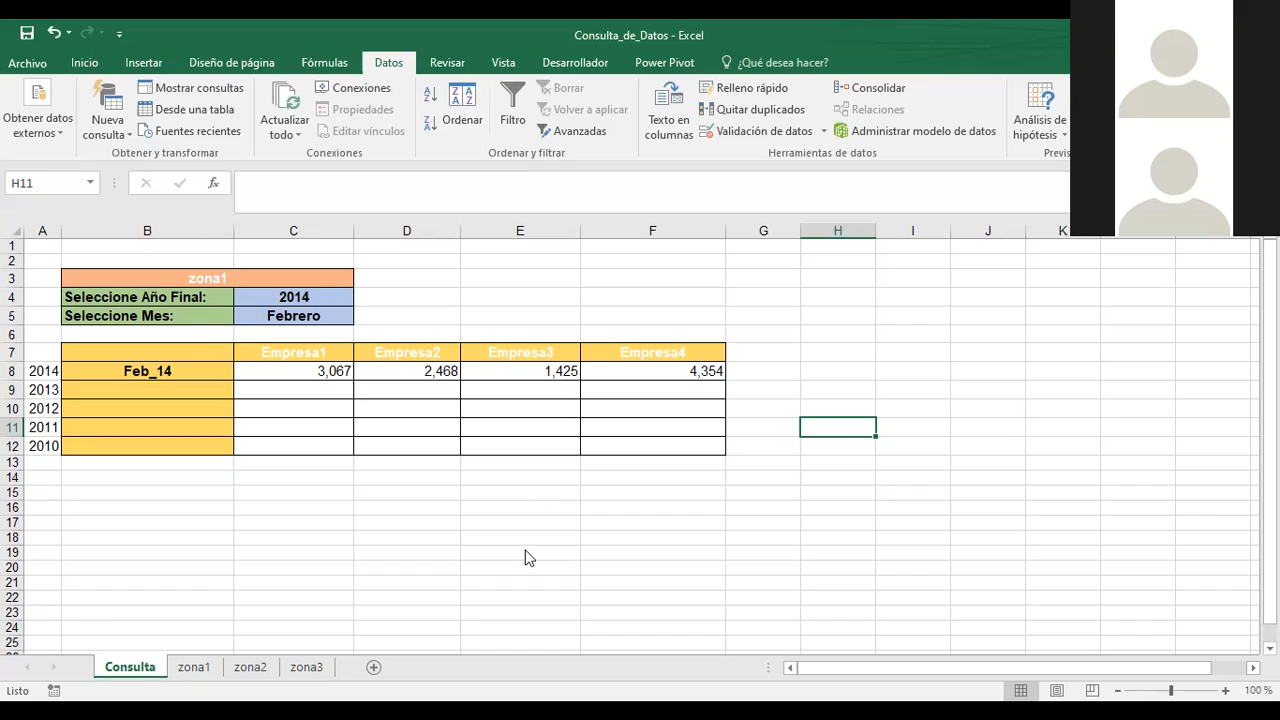 Consulta_de_Datos - Excel
Archivo Inicio Insertar Diseño de página Fórmulas Datos Revisar Vista Desarrollador Power Pivot ¿Qué desea hacer?
Obtener datos externos
Nueva consulta
Mostrar consultas
Desde una tabla
Fuentes recientes
Obtener y transformar
Actualizar todo
Conexiones
Propiedades
Editar vínculos
Conexiones
Ordenar
Filtro
Borrar
Volver a aplicar
Avanzadas
Ordenar y filtrar
Texto en columnas
Relleno rápido
Quitar duplicados
Validación de datos
Consolidar
Relaciones
Administrar modelo de datos
Herramientas de datos
Análisis de hipótesis
Previs
H11 fx
A B C D E F G H I J K
1
2
3 zona1
4 Seleccione Año Final: 2014
5 Seleccione Mes: Febrero
6
7 Empresa1 Empresa2 Empresa3 Empresa4
8 2014 Feb_14 3,067 2,468 1,425 4,354
9 2013
10 2012
11 2011
12 2010
13
14
15
16
17
18
19
20
21
22
23
24
25
Consulta zona1 zona2 zona3
Listo 100 %